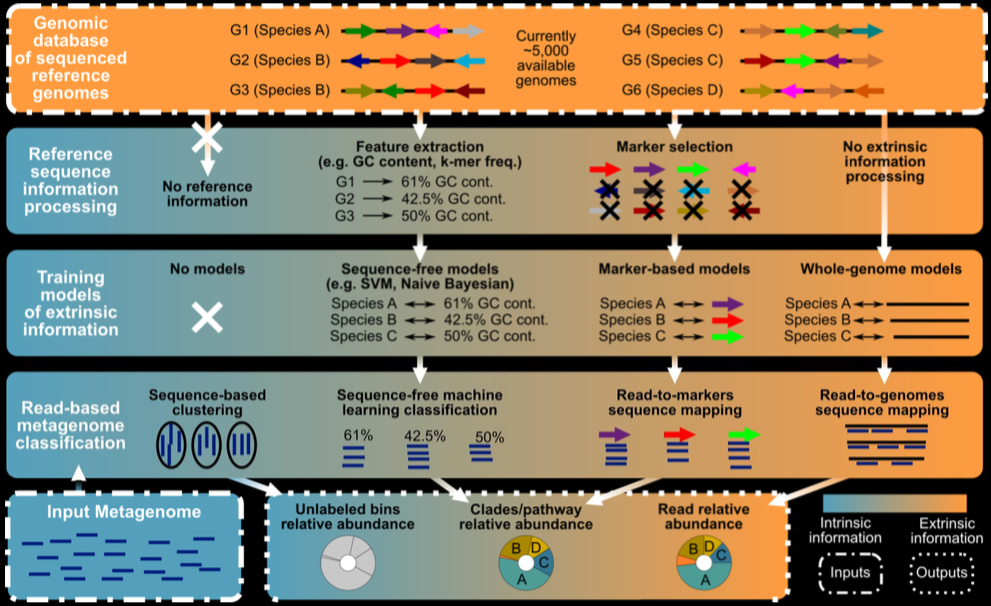 Genomic
database
of sequenced
reference
genomes
G1 (Species A)
G2 (Species B)
G3 (Species B)
Currently
~5,000
available
genomes
G4 (Species C)
G5 (Species C)
G6 (Species D)
Reference
sequence
information
processing
No reference
information
Feature extraction
(e.g. GC content, k-mer freq.)
G1 61% GC cont.
G2 42.5% GC cont.
G3 50% GC cont.
Marker selection
No extrinsic
information
processing
Training
models
of extrinsic
information
No models
Sequence-free models
(e.g. SVM, Naive Bayesian)
Species A 61% GC cont.
Species B 42.5% GC cont.
Species C 50% GC cont.
Marker-based models
Species A
Species B
Species C
Whole-genome models
Species A
Species B
Species C
Read-based
metagenome
classification
Sequence-based
clustering
Sequence-free machine
learning classification
61% 42.5% 50%
Read-to-markers
sequence mapping
Read-to-genomes
sequence mapping
Input Metagenome
Unlabeled bins
relative abundance
Clades/pathway
relative abundance
B D
C
A
Read relative
abundance
B D
C
A
Intrinsic
information
Extrinsic
information
Inputs
Outputs